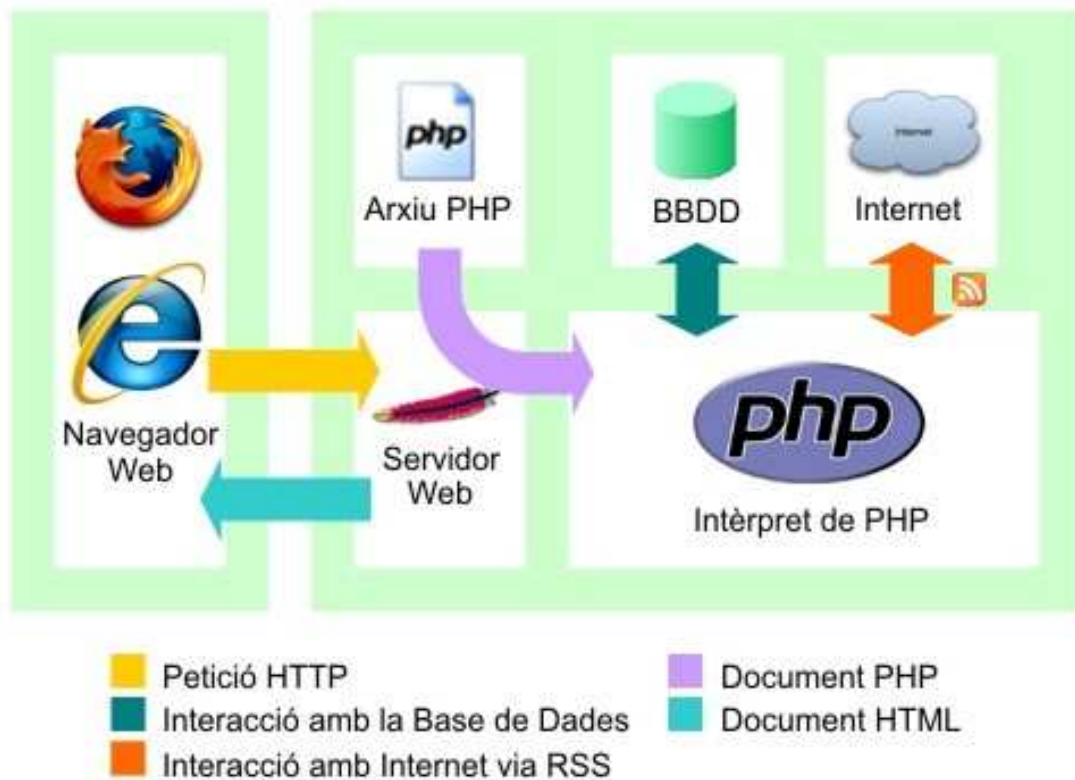 php
Arxiu PHP
BBDD
Internet
Internet
Navegador
Web
Servidor
Web
php
Intèrpret de PHP
Petició HTTP
Interacció amb la Base de Dades
Interacció amb Internet via RSS
Document PHP
Document HTML